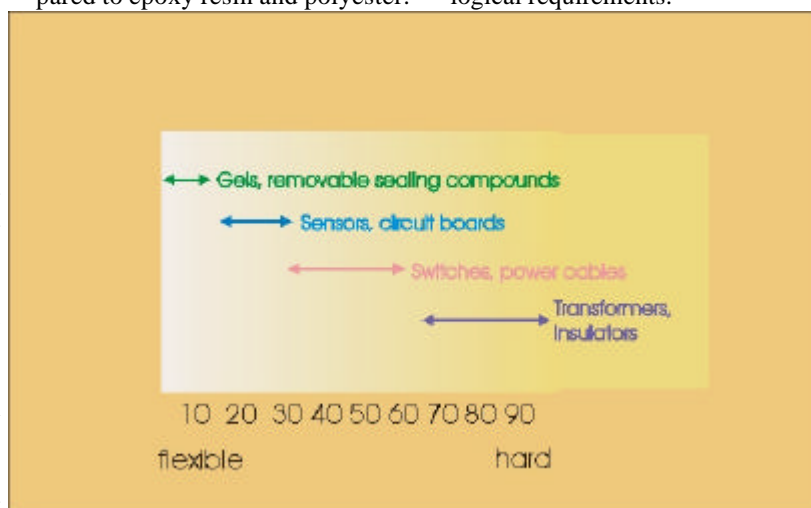 pared to epoxy resin and polyester. logical requirements.
Gels, removable sealing compounds
Sensors, circuit boards
Switches, power cables
Transformers,
Insulators
10 20 30 40 50 60 70 80 90
flexible hard